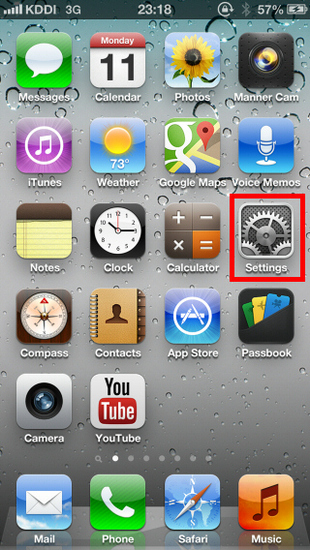 KDDI 3G 23:18 57%
Messages Calendar Photos Manner Cam
Monday
11
iTunes Weather Google Maps Voice Memos
73°
Notes Clock Calculator Settings
Compass Contacts App Store Passbook
Camera YouTube
You
Tube
Mail Phone Safari Music